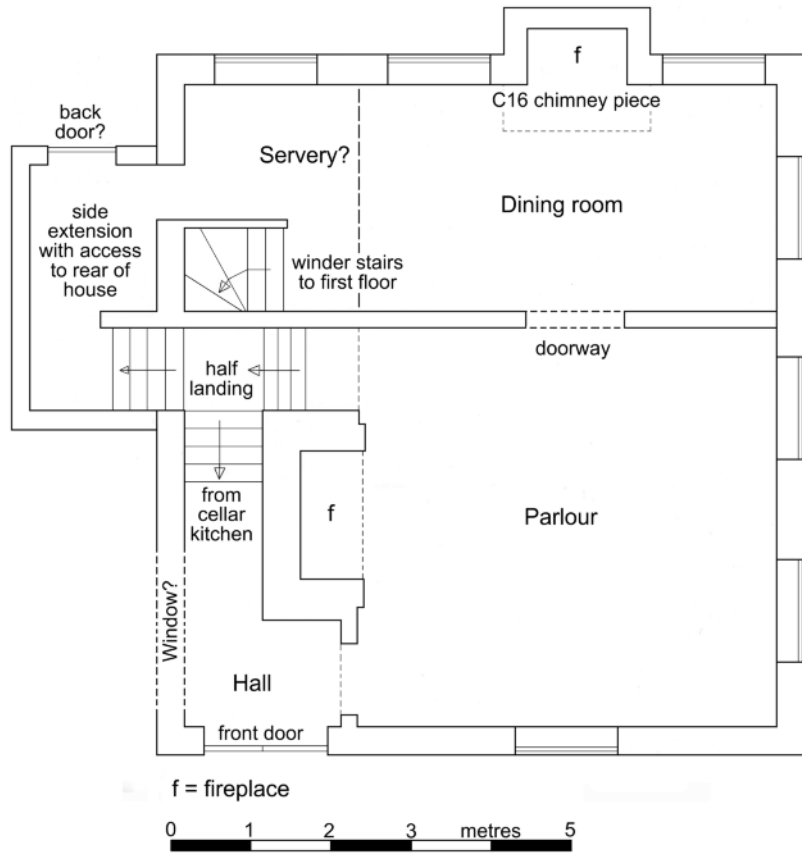 f
C16 chimney piece
back
door?
Servery?
Dining room
side
extension
with access
to rear of
house
winder stairs
to first floor
doorway
half
landing
from
cellar
kitchen
f
Parlour
Window?
Hall
front door
f = fireplace
0 1 2 3 metres 5